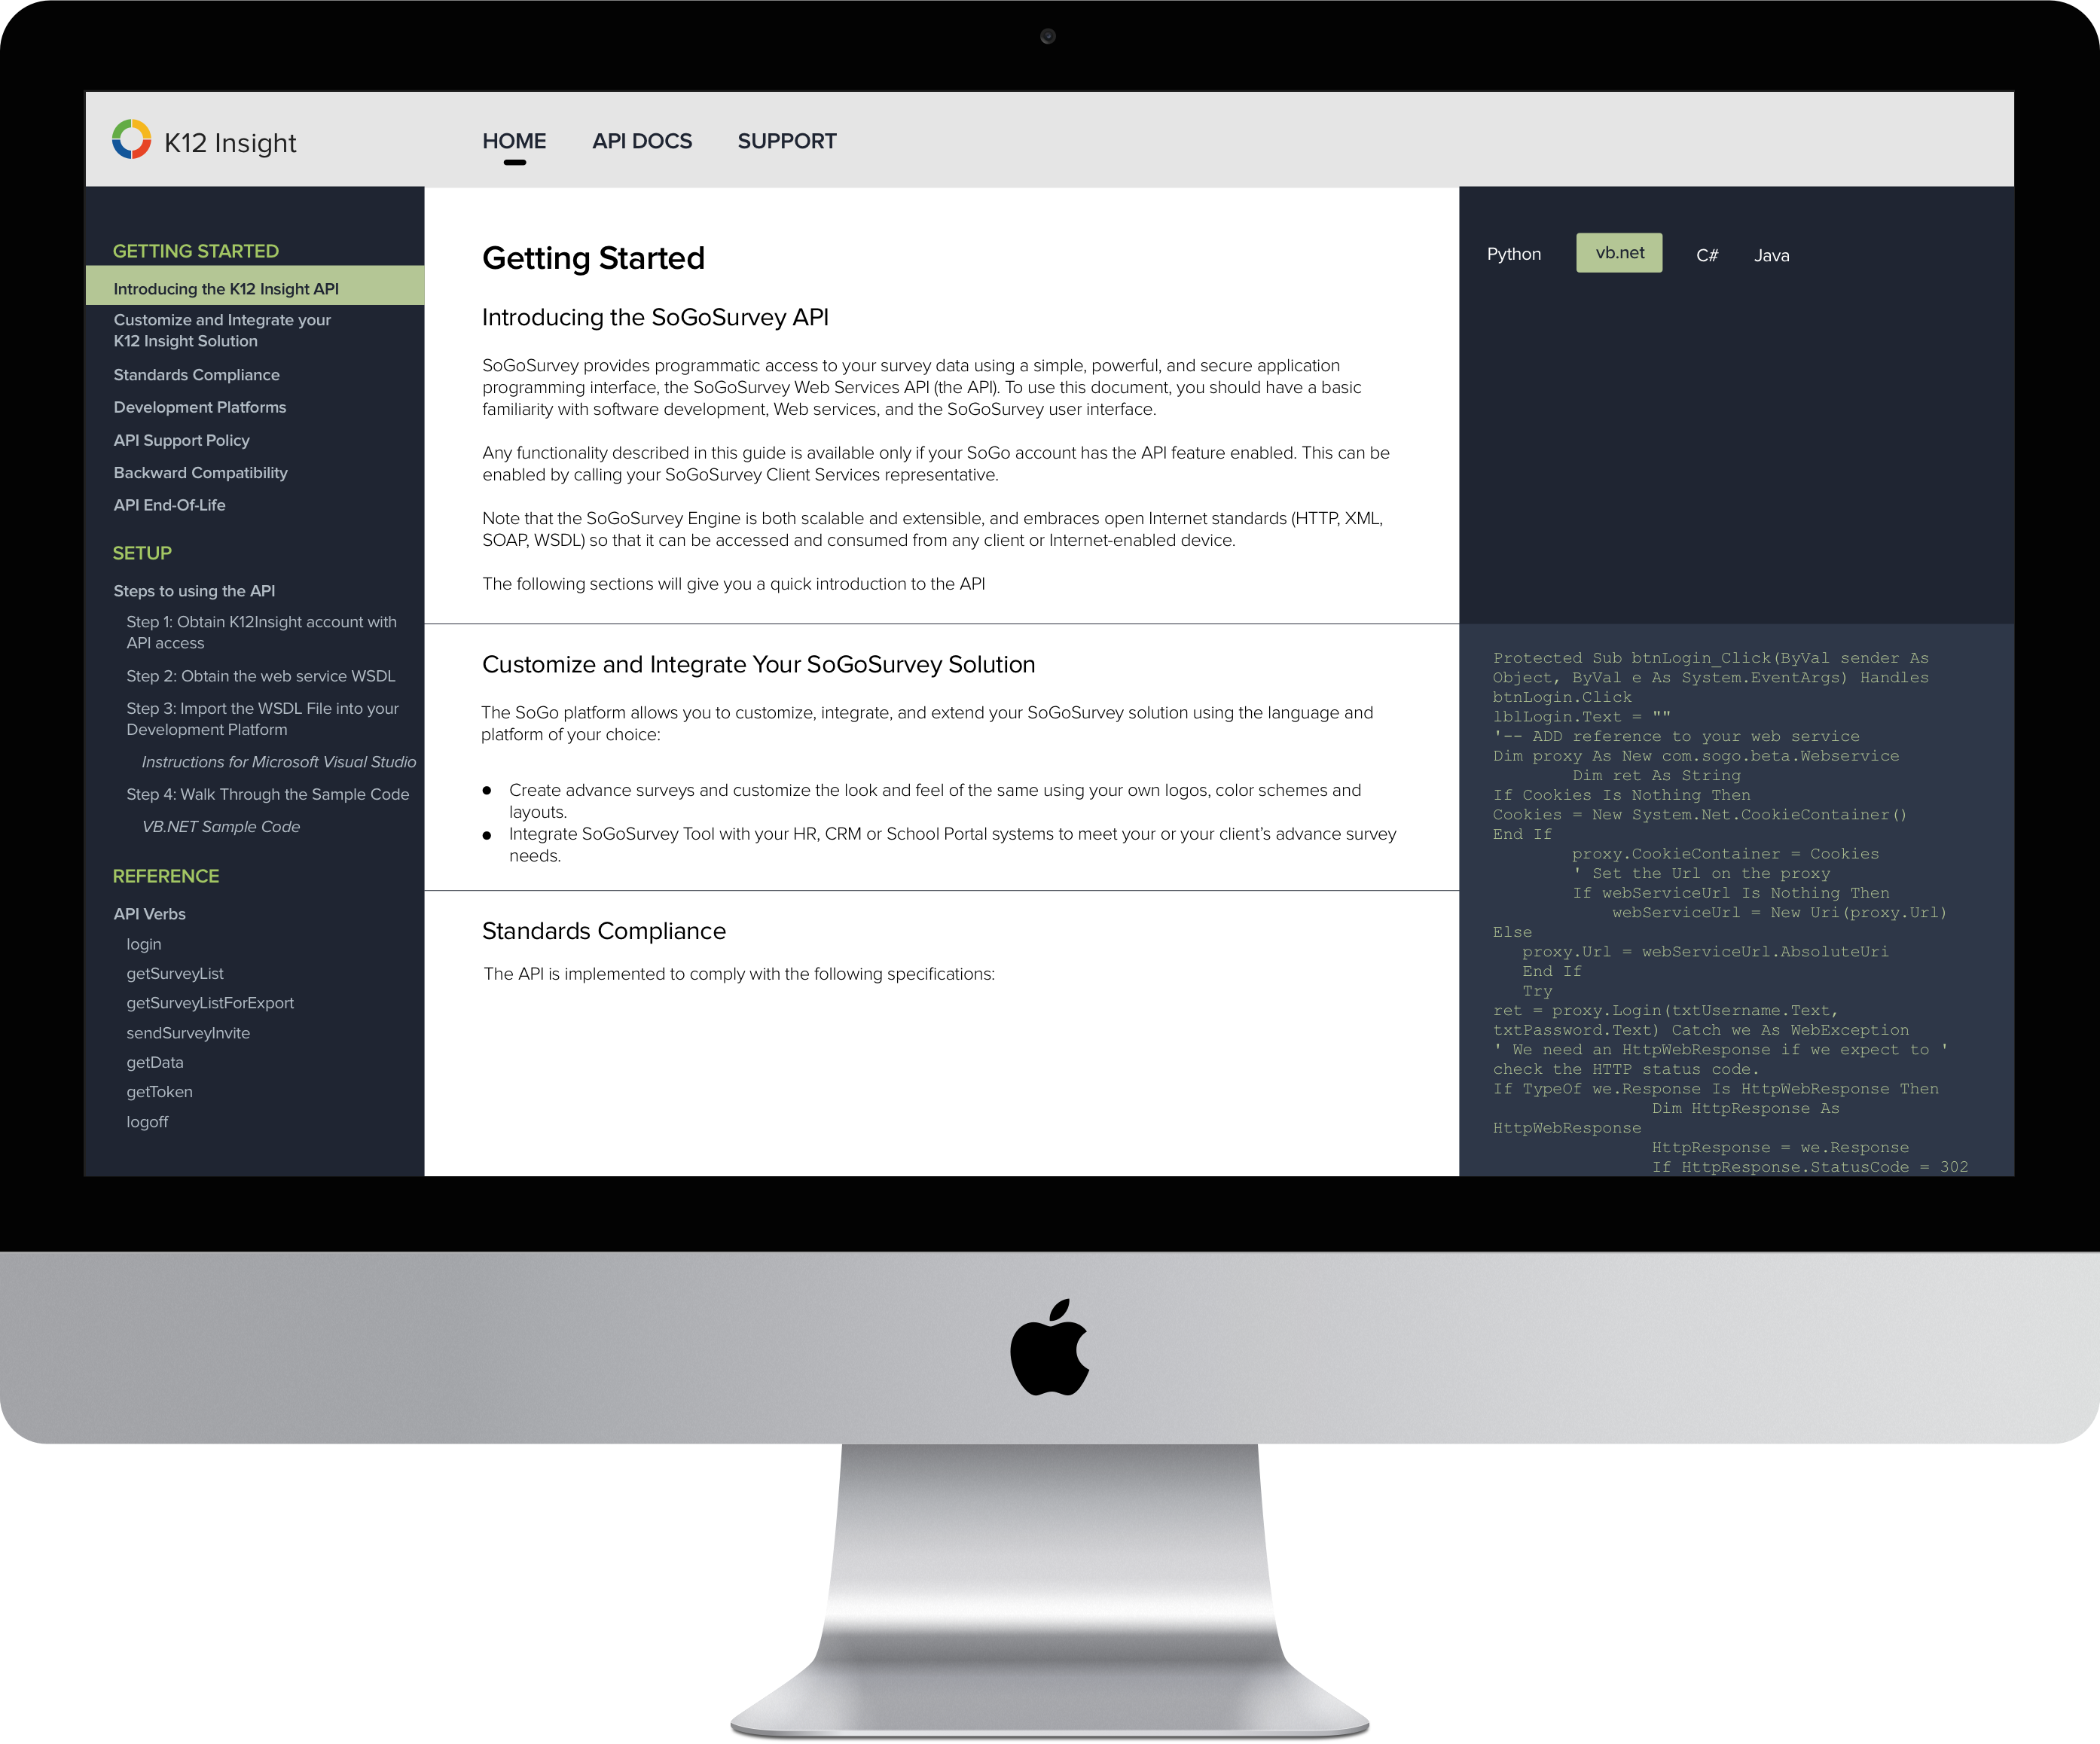 K12 Insight
HOME
API DOCS
SUPPORT
GETTING STARTED
Introducing the K12 Insight API
Customize and Integrate your
K12 Insight Solution
Standards Compliance
Development Platforms
API Support Policy
Backward Compatibility
API End-Of-Life
SETUP
Steps to using the API
Step 1: Obtain K12Insight account with
API access
Step 2: Obtain the web service WSDL
Step 3: Import the WSDL File into your
Development Platform
Instructions for Microsoft Visual Studio
Step 4: Walk Through the Sample Code
VB.NET Sample Code
REFERENCE
API Verbs
login
getSurveyList
getSurveyListForExport
sendSurveyInvite
getData
getToken
logoff
Getting Started
Introducing the SoGoSurvey API
SoGoSurvey provides programmatic access to your survey data using a simple, powerful, and secure application
programming interface, the SoGoSurvey Web Services API (the API). To use this document, you should have a basic
familiarity with software development, Web services, and the SoGoSurvey user interface.
Any functionality described in this guide is available only if your SoGo account has the API feature enabled. This can be
enabled by calling your SoGoSurvey Client Services representative.
Note that the SoGoSurvey Engine is both scalable and extensible, and embraces open Internet standards (HTTP, XML,
SOAP, WSDL) so that it can be accessed and consumed from any client or Internet-enabled device.
The following sections will give you a quick introduction to the API
Customize and Integrate Your SoGoSurvey Solution
The SoGo platform allows you to customize, integrate, and extend your SoGoSurvey solution using the language and
platform of your choice:
● Create advance surveys and customize the look and feel of the same using your own logos, color schemes and
layouts.
● Integrate SoGoSurvey Tool with your HR, CRM or School Portal systems to meet your or your client's advance survey
needs.
Standards Compliance
The API is implemented to comply with the following specifications:
Python
vb.net
C#
Java
Protected Sub btnLogin_Click(ByVal sender As
Object, ByVal e As System.EventArgs) Handles
btnLogin.Click
lblLogin.Text = ""
'-- ADD reference to your web service
Dim proxy As New com.sogo.beta.Webservice
Dim ret As String
If Cookies Is Nothing Then
Cookies = New System.Net.CookieContainer()
End If
proxy.CookieContainer = Cookies
' Set the Url on the proxy
If webServiceUrl Is Nothing Then
webServiceUrl = New Uri(proxy.Url)
Else
proxy.Url = webServiceUrl.AbsoluteUri
End If
Try
ret = proxy.Login(txtUsername.Text,
txtPassword.Text) Catch we As WebException
' We need an HttpWebResponse if we expect to '
check the HTTP status code.
If TypeOf we.Response Is HttpWebResponse Then
Dim HttpResponse As
HttpWebResponse
HttpResponse = we.Response
If HttpResponse.StatusCode = 302